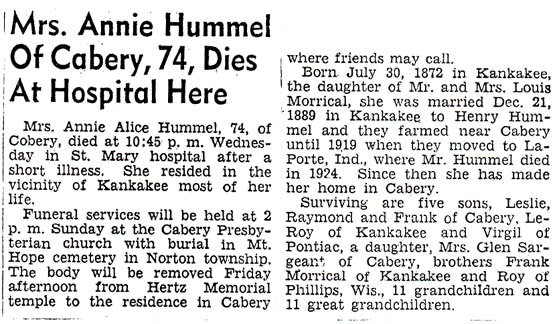 Mrs. Annie Hummel
Of Cabery, 74, Dies
At Hospital Here
Mrs. Annie Alice Hummel, 74, of
Cobery, died at 10:45 p. m. Wednes-
day in St. Mary hospital after a
short illness. She resided in the
vicinity of Kankakee most of her
life.
Funeral services will be held at 2
p. m. Sunday at the Cabery Presby-
terian church with burial in Mt.
Hope cemetery in Norton township.
The body will be removed Friday
afternoon from Hertz Memorial
temple to the residence in Cabery
where friends may call.
Born July 30, 1872 in Kankakee,
the daughter of Mr. and Mrs. Louis
Morrical, she was married Dec. 21,
1889 in Kankakee to Henry Hum-
mel and they farmed near Cabery
until 1919 when they moved to La-
Porte, Ind., where Mr. Hummel died
in 1924. Since then she has made
her home in Cabery.
Surviving are five sons, Leslie,
Raymond and Frank of Cabery, Le-
Roy of Kankakee and Virgil of
Pontiac, a daughter, Mrs. Glen Sar-
geant of Cabery, brothers Frank
Morrical of Kankakee and Roy of
Phillips, Wis., 11 grandchildren and
11 great grandchildren.